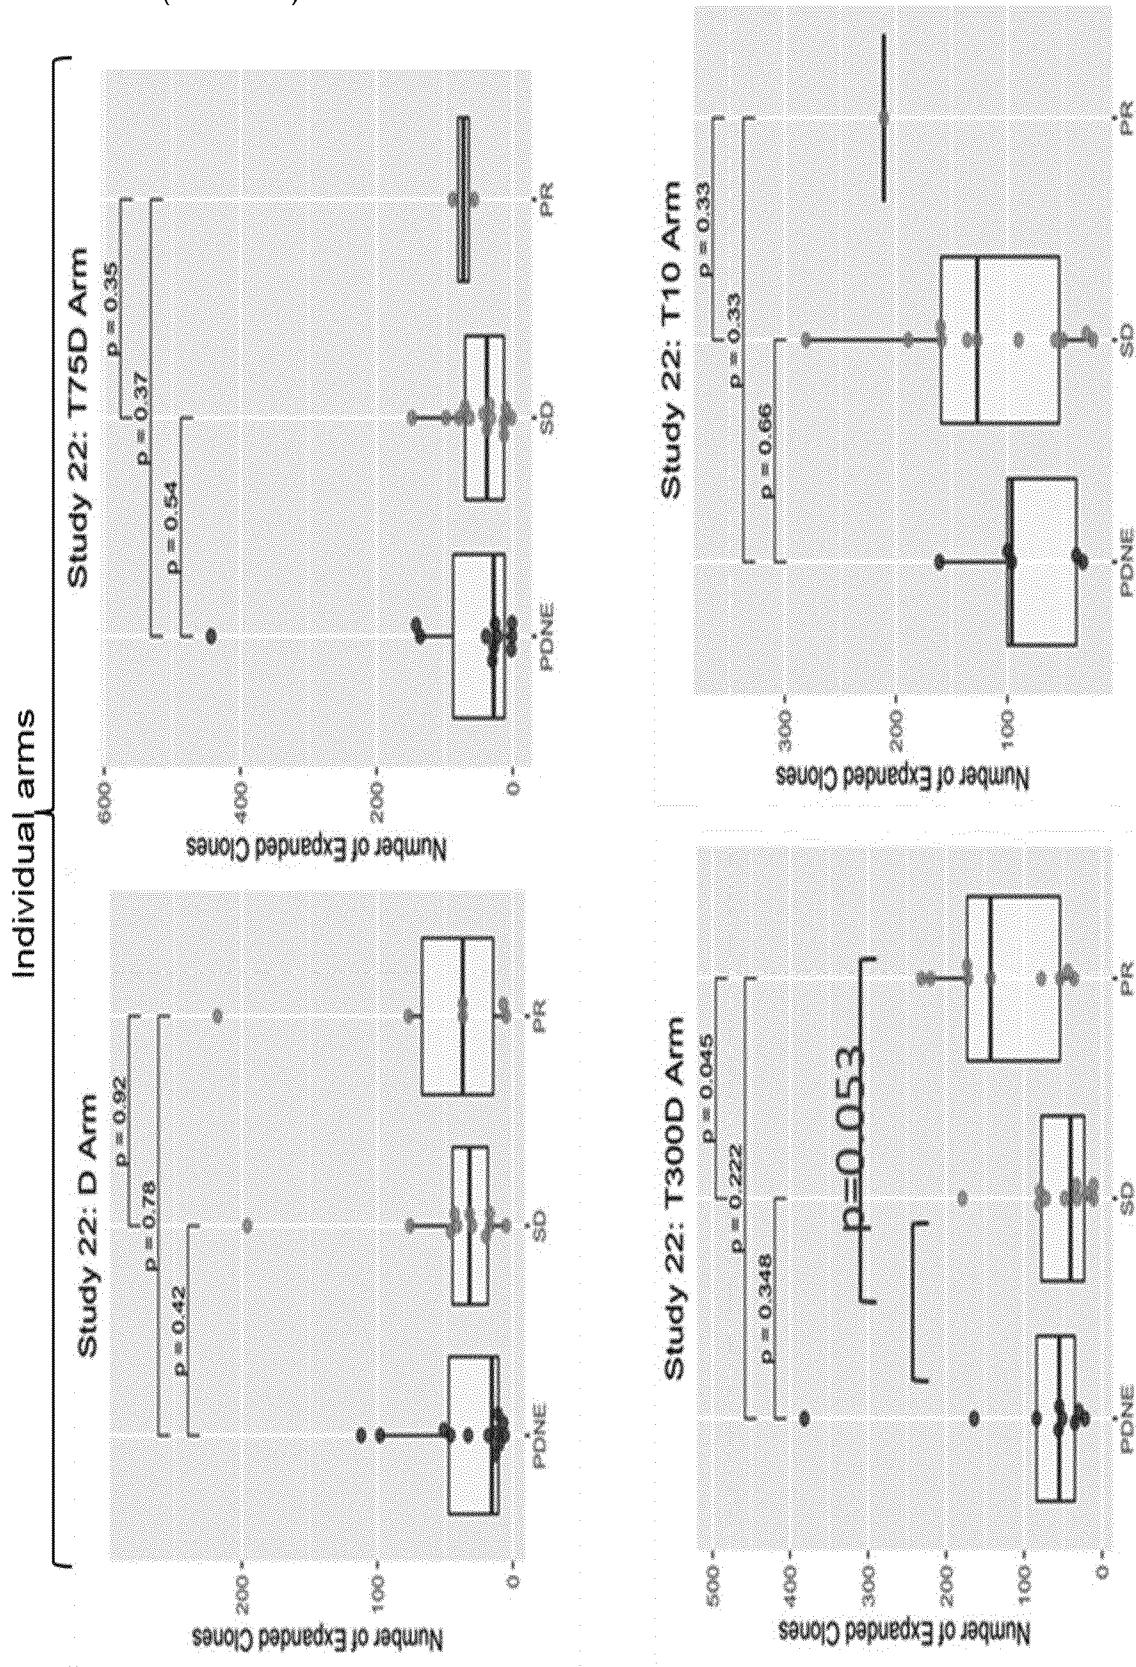 Individual arms
Study 22: D Arm
Number of Expanded Clones
0
100
200
p = 0.42
p = 0.78
p = 0.92
PDNE
SD
PR
Study 22: T75D Arm
Number of Expanded Clones
0
200
400
600
p = 0.54
p = 0.37
p = 0.35
PDNE
SD
PR
Study 22: T300D Arm
Number of Expanded Clones
0
100
200
300
400
500
p = 0.348
p = 0.222
p = 0.045
p=0.053
PDNE
SD
PR
Study 22: T10 Arm
Number of Expanded Clones
100
200
300
p = 0.66
p = 0.33
p = 0.33
PDNE
SD
PR